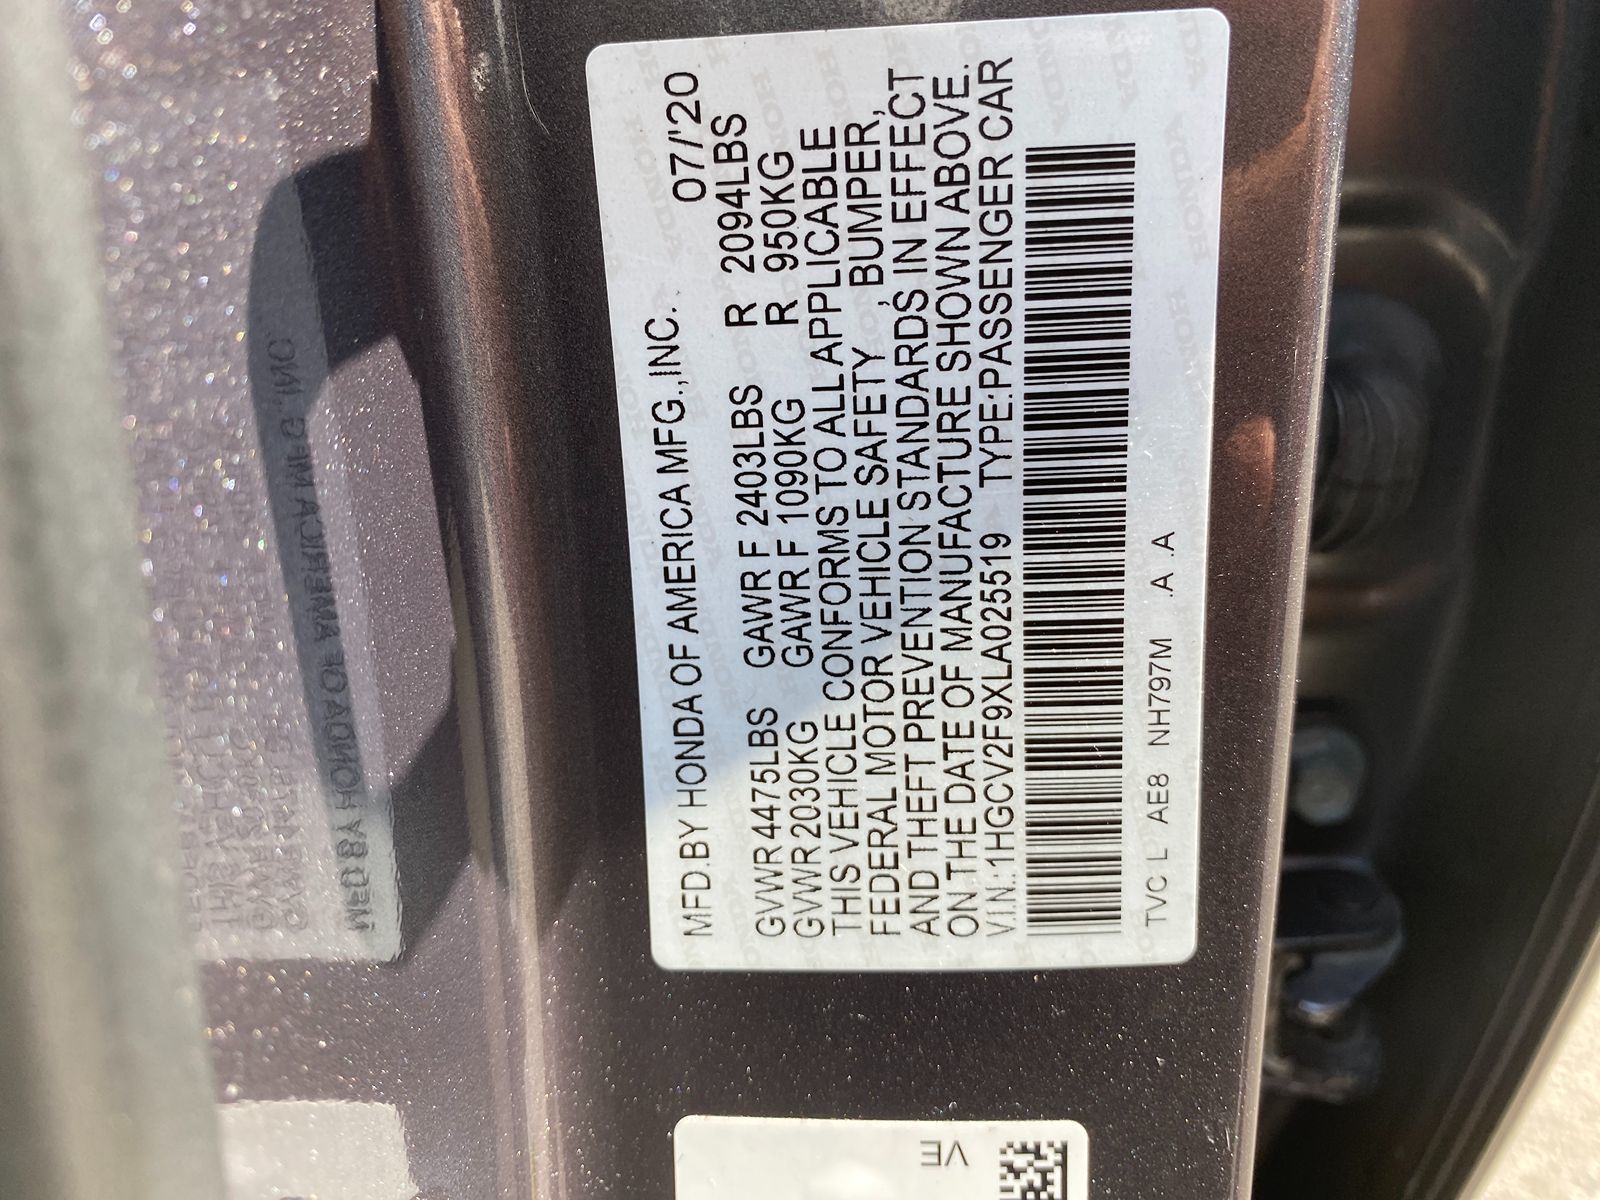 MFD.BY HONDA OF AMERICA MFG.,INC. 07/'20
GVWR 4475LBS GAWR F 2403LBS R 2094LBS
GVWR 2030KG GAWR F 1090KG R 950KG
THIS VEHICLE CONFORMS TO ALL APPLICABLE
FEDERAL MOTOR VEHICLE SAFETY, BUMPER,
AND THEFT PREVENTION STANDARDS IN EFFECT
ON THE DATE OF MANUFACTURE SHOWN ABOVE.
V.I.N.:1HGCV2F9XLA025519 TYPE:PASSENGER CAR
TVC L AE8 NH797M .A .A
VE